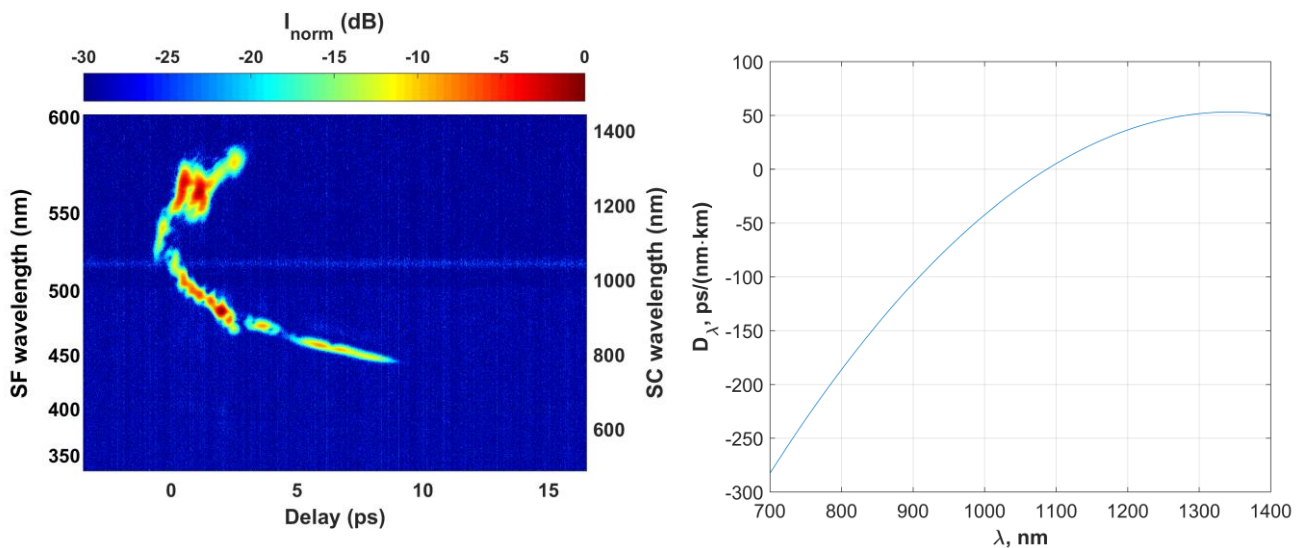 I_norm (dB)
-30 -25 -20 -15 -10 -5 0
SF wavelength (nm)
600
550
500
450
400
350
SC wavelength (nm)
1400
1200
1000
800
600
0 5 10 15
Delay (ps)
D_λ, ps/(nm·km)
100
50
0
-50
-100
-150
-200
-250
-300
700 800 900 1000 1100 1200 1300 1400
λ, nm